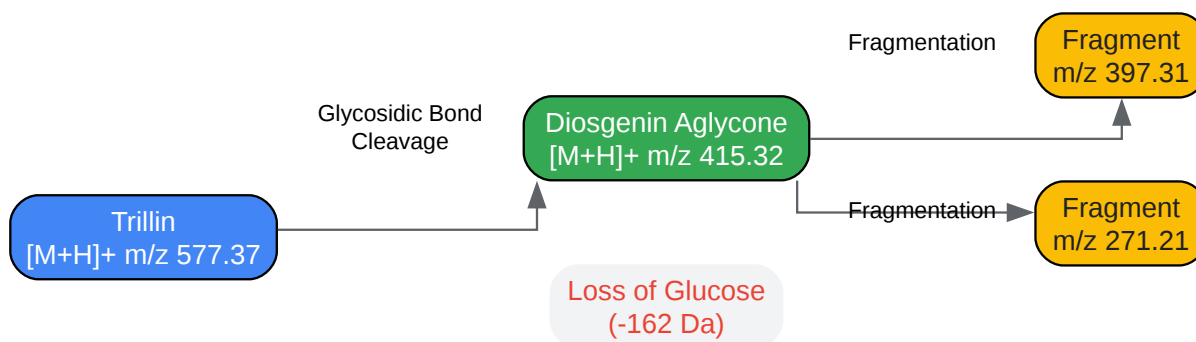 Trillin
[M+H]+ m/z 577.37
Glycosidic Bond
Cleavage
Diosgenin Aglycone
[M+H]+ m/z 415.32
Loss of Glucose
(-162 Da)
Fragmentation
Fragment
m/z 397.31
Fragmentation
Fragment
m/z 271.21